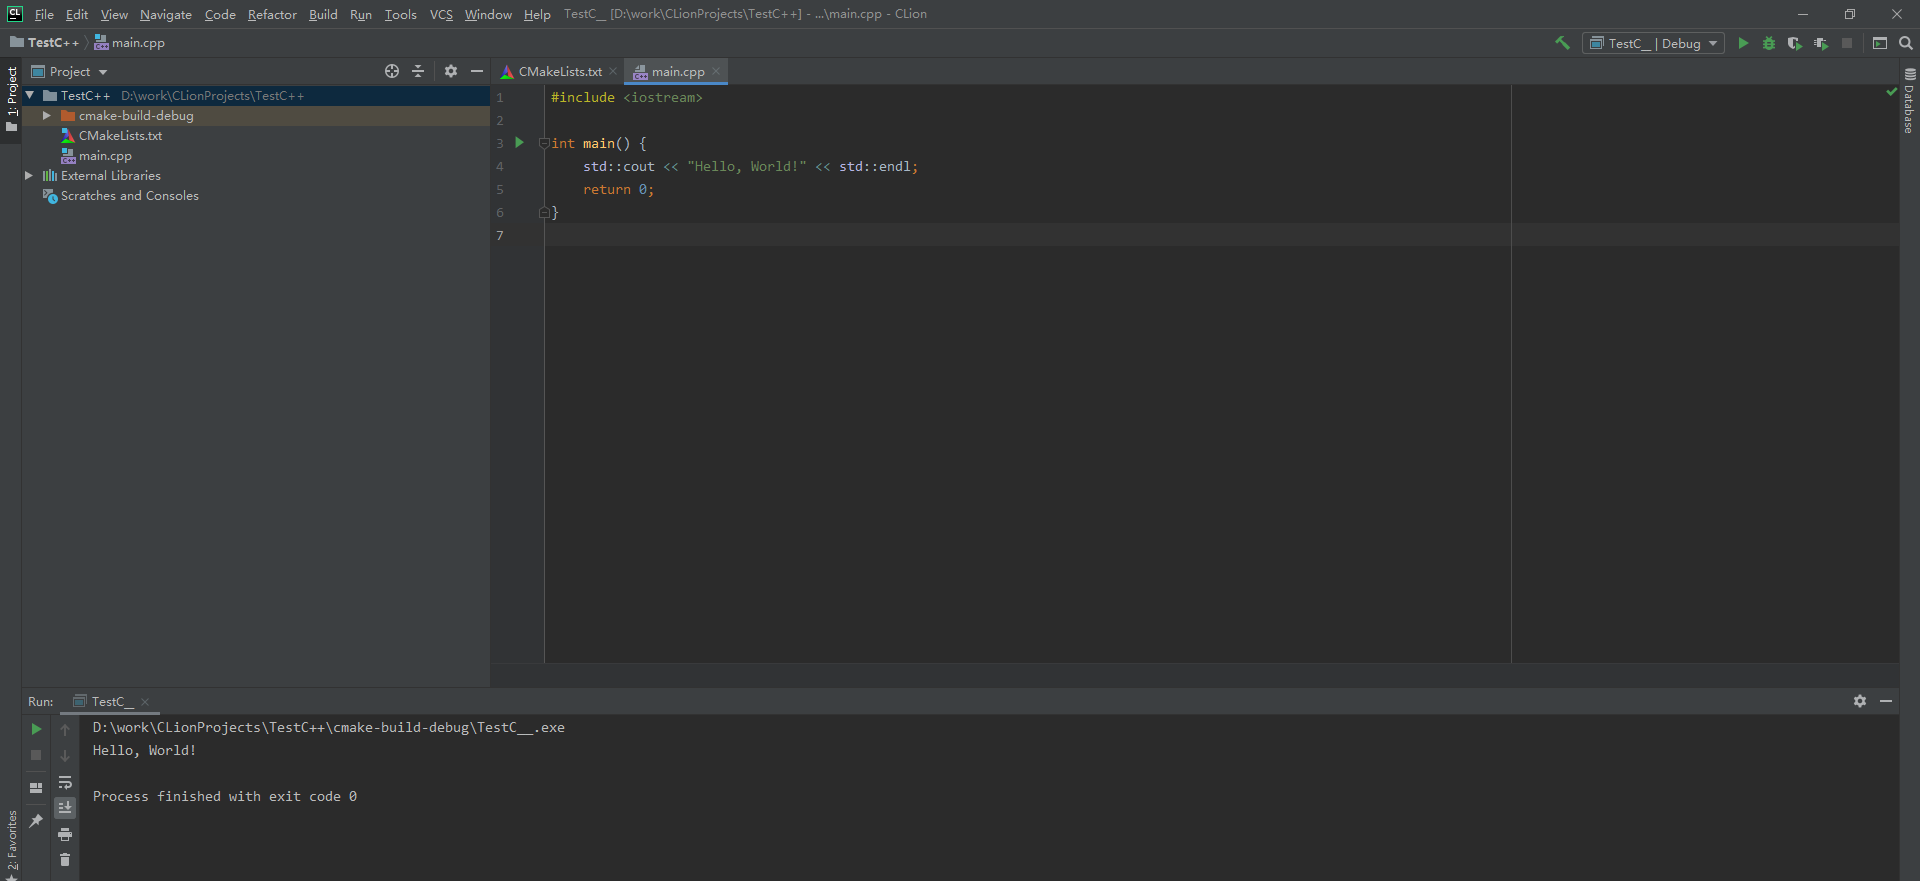 CL File Edit View Navigate Code Refactor Build Run Tools VCS Window Help TestC_ [D:\work\CLionProjects\TestC++] - ...\main.cpp - CLion
TestC++ main.cpp TestC__ | Debug
1: Project
Project
TestC++ D:\work\CLionProjects\TestC++
cmake-build-debug
CMakeLists.txt
main.cpp
External Libraries
Scratches and Consoles
CMakeLists.txt main.cpp
1 #include <iostream>
2
3 int main() {
4 std::cout << "Hello, World!" << std::endl;
5 return 0;
6 }
7
Database
Run: TestC__
D:\work\CLionProjects\TestC++\cmake-build-debug\TestC__.exe
Hello, World!
Process finished with exit code 0
2: Favorites